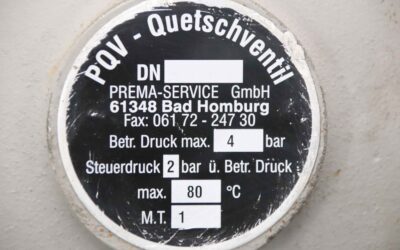 PQV - Quetschventil
DN
PREMA-SERVICE GmbH
61348 Bad Homburg
Fax: 061 72 - 247 30
Betr. Druck max. 4 bar
Steuerdruck 2 bar ü. Betr. Druck
max. 80 °C
M.T. 1